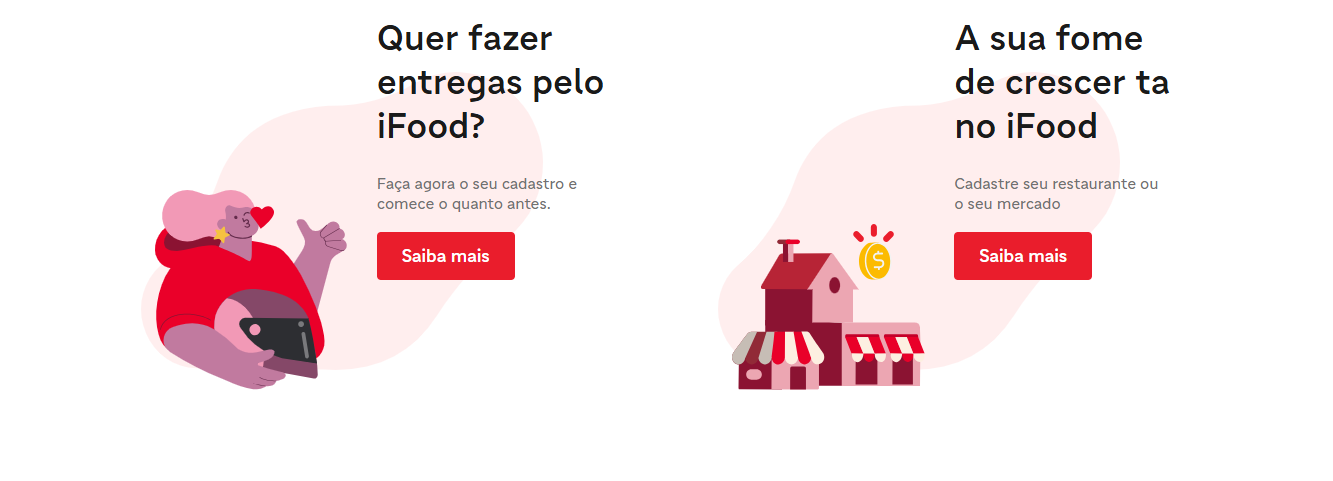 Quer fazer
entregas pelo
iFood?
Faça agora o seu cadastro e
comece o quanto antes.
Saiba mais
A sua fome
de crescer ta
no iFood
Cadastre seu restaurante ou
o seu mercado
Saiba mais
$